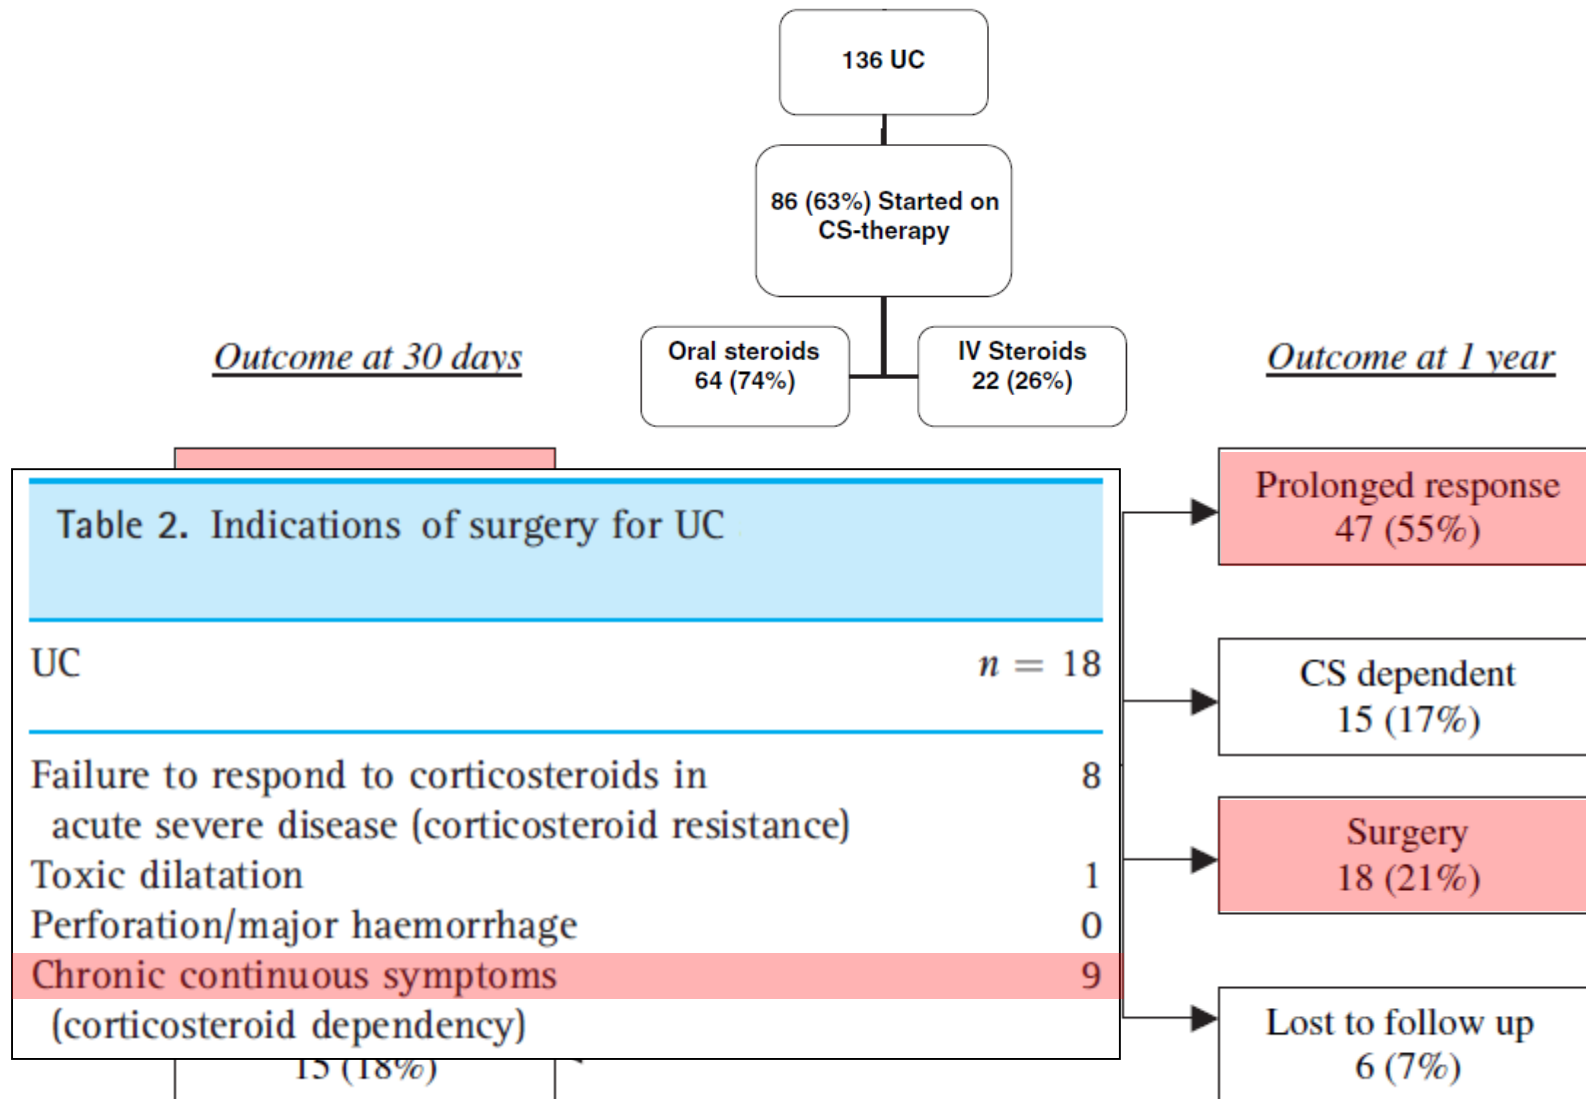 136 UC
86 (63%) Started on
CS-therapy
Oral steroids
64 (74%)
IV Steroids
22 (26%)
Outcome at 30 days
Outcome at 1 year
Table 2. Indications of surgery for UC
UC n = 18
Failure to respond to corticosteroids in 8
acute severe disease (corticosteroid resistance)
Toxic dilatation 1
Perforation/major haemorrhage 0
Chronic continuous symptoms 9
(corticosteroid dependency)
15 (18%)
Prolonged response
47 (55%)
CS dependent
15 (17%)
Surgery
18 (21%)
Lost to follow up
6 (7%)